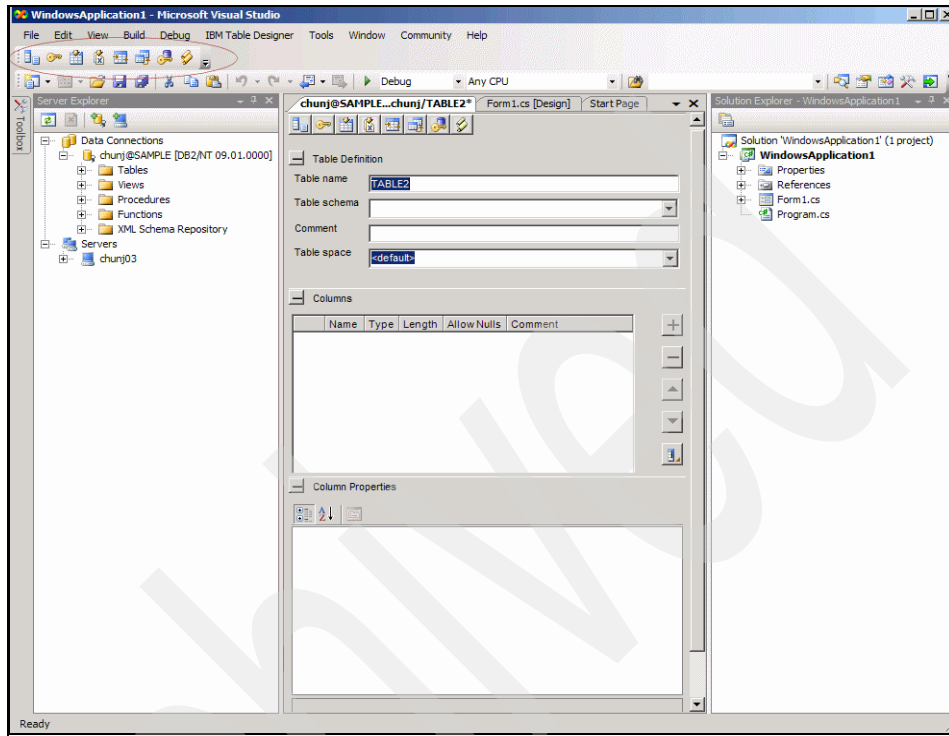 WindowsApplication1 - Microsoft Visual Studio
File Edit View Build Debug IBM Table Designer Tools Window Community Help
Debug Any CPU
Toolbox
Server Explorer
Data Connections
chunj@SAMPLE [DB2/NT 09.01.0000]
Tables
Views
Procedures
Functions
XML Schema Repository
Servers
chunj03
chunj@SAMPLE...chunj/TABLE2* Form1.cs [Design] Start Page
Table Definition
Table name TABLE2
Table schema
Comment
Table space <default>
Columns
Name Type Length Allow Nulls Comment
Column Properties
Solution Explorer - WindowsApplication1
Solution 'WindowsApplication1' (1 project)
WindowsApplication1
Properties
References
Form1.cs
Program.cs
Ready
hived